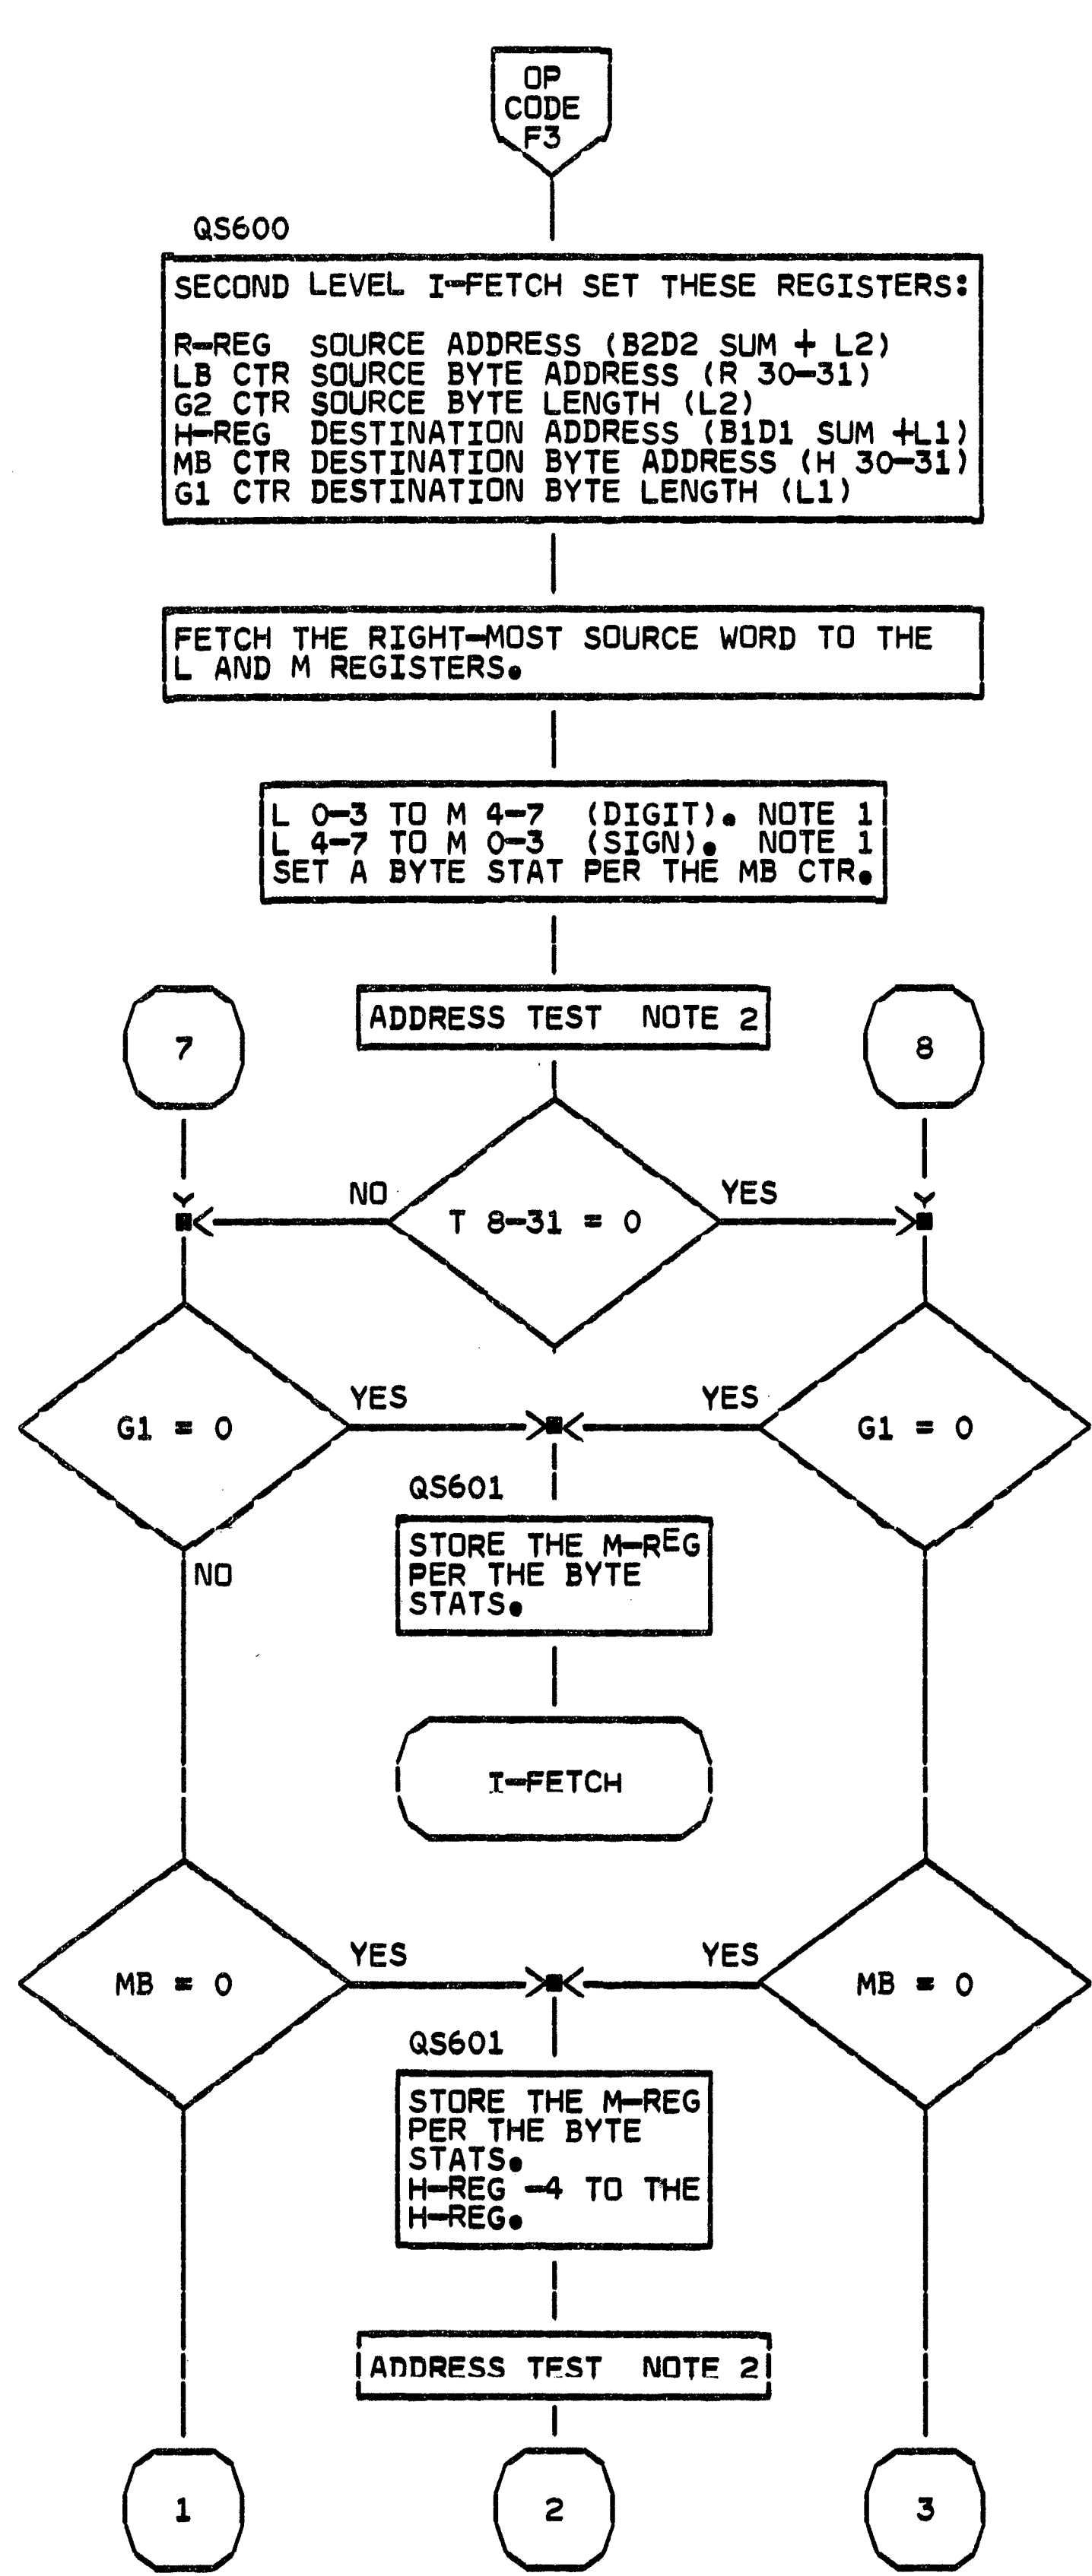 OP
CODE
F3
QS600
SECOND LEVEL I-FETCH SET THESE REGISTERS:
R-REG SOURCE ADDRESS (B2D2 SUM + L2)
LB CTR SOURCE BYTE ADDRESS (R 30-31)
G2 CTR SOURCE BYTE LENGTH (L2)
H-REG DESTINATION ADDRESS (B1D1 SUM +L1)
MB CTR DESTINATION BYTE ADDRESS (H 30-31)
G1 CTR DESTINATION BYTE LENGTH (L1)
FETCH THE RIGHT-MOST SOURCE WORD TO THE
L AND M REGISTERS.
L 0-3 TO M 4-7 (DIGIT). NOTE 1
L 4-7 TO M 0-3 (SIGN). NOTE 1
SET A BYTE STAT PER THE MB CTR.
ADDRESS TEST NOTE 2
7
8
NO
YES
T 8-31 = 0
YES
YES
G1 = 0
G1 = 0
QS601
STORE THE M-REG
PER THE BYTE
STATS.
NO
I-FETCH
YES
YES
MB = 0
MB = 0
QS601
STORE THE M-REG
PER THE BYTE
STATS.
H-REG -4 TO THE
H-REG.
ADDRESS TEST NOTE 2
1
2
3